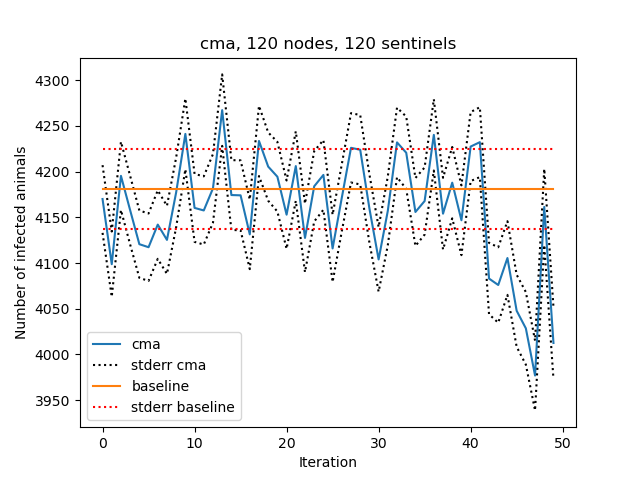 cma, 120 nodes, 120 sentinels
Number of infected animals
4300
4250
4200
4150
4100
4050
4000
3950
cma
stderr cma
baseline
stderr baseline
0 10 20 30 40 50
Iteration